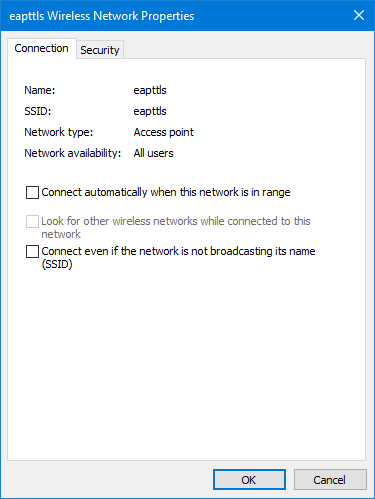 eapttls Wireless Network Properties
Connection Security
Name: eapttls
SSID: eapttls
Network type: Access point
Network availability: All users
Connect automatically when this network is in range
Look for other wireless networks while connected to this
network
Connect even if the network is not broadcasting its name
(SSID)
OK Cancel